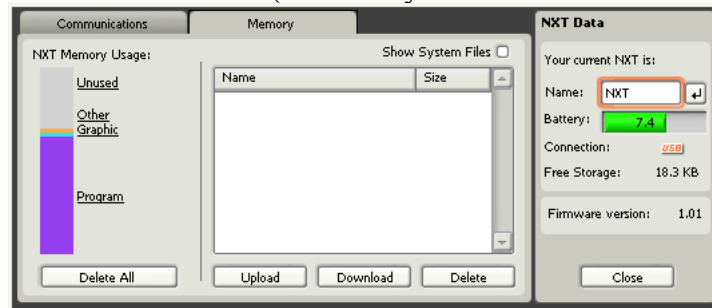 Communications
Memory
NXT Memory Usage:
Show System Files
Unused
Other
Graphic
Program
Name Size
Delete All
Upload Download Delete
NXT Data
Your current NXT is:
Name: NXT
Battery: 7.4
Connection: USB
Free Storage: 18.3 KB
Firmware version: 1.01
Close